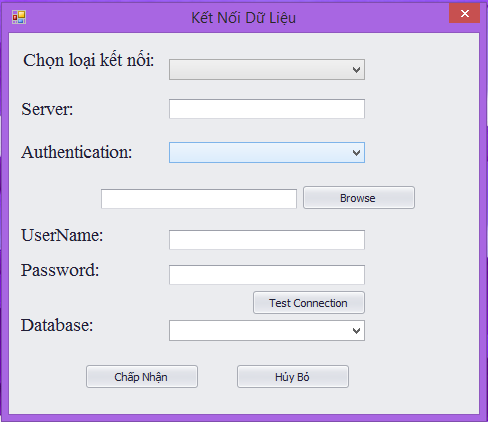 Kết Nối Dữ Liệu
Chọn loại kết nối:
Server:
Authentication:
Browse
UserName:
Password:
Test Connection
Database:
Chấp Nhận
Hủy Bỏ